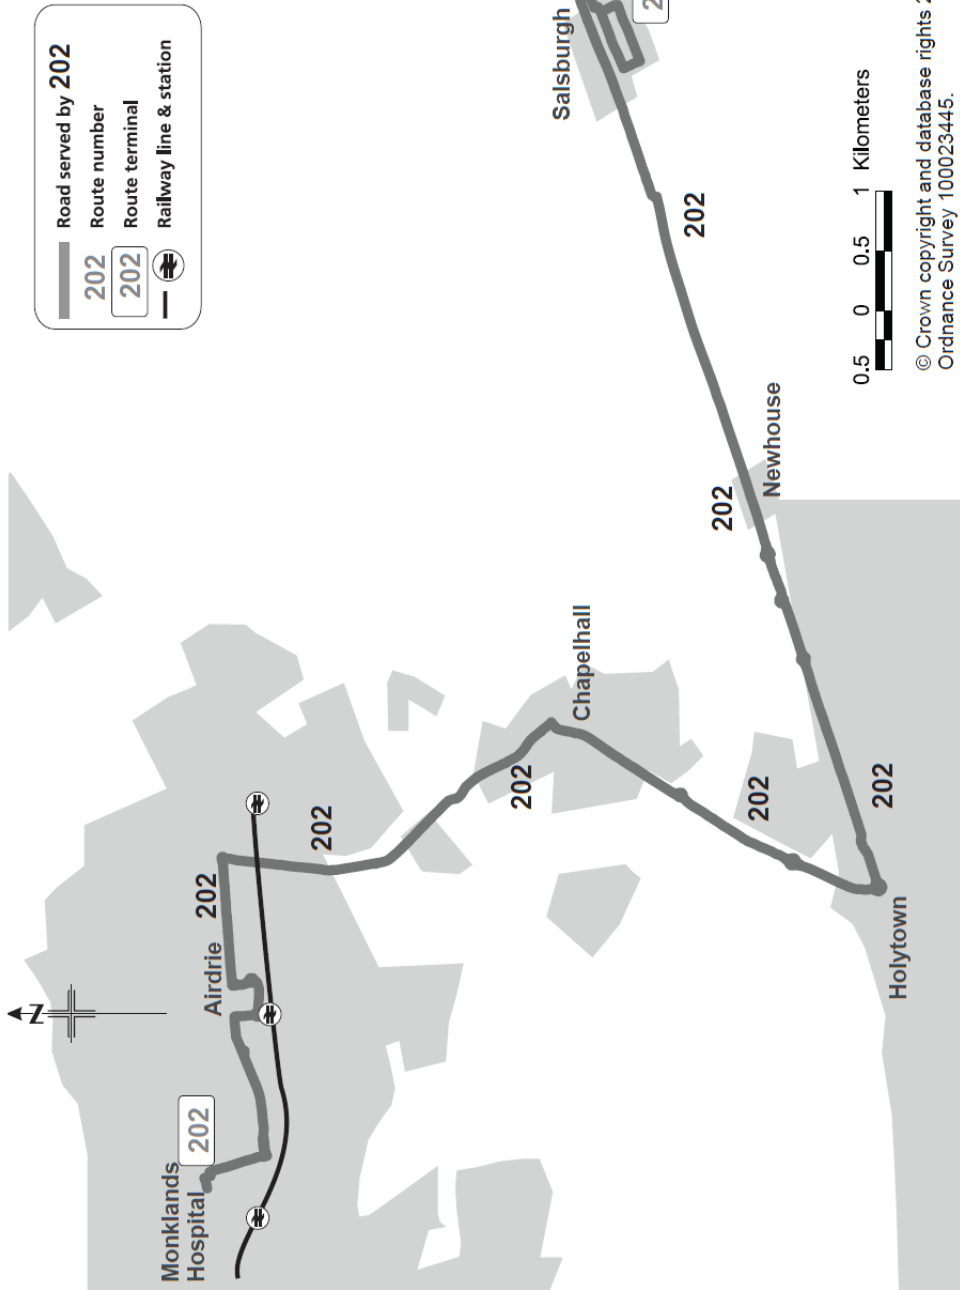 Road served by 202
202 Route number
202 Route terminal
Railway line & station
N
Monklands
Hospital
202
Airdrie
202
202
202
Chapelhall
202
Holytown
202
202
Newhouse
202
Salsburgh
0.5 0 0.5 1 Kilometers
© Crown copyright and database rights
Ordnance Survey 100023445.